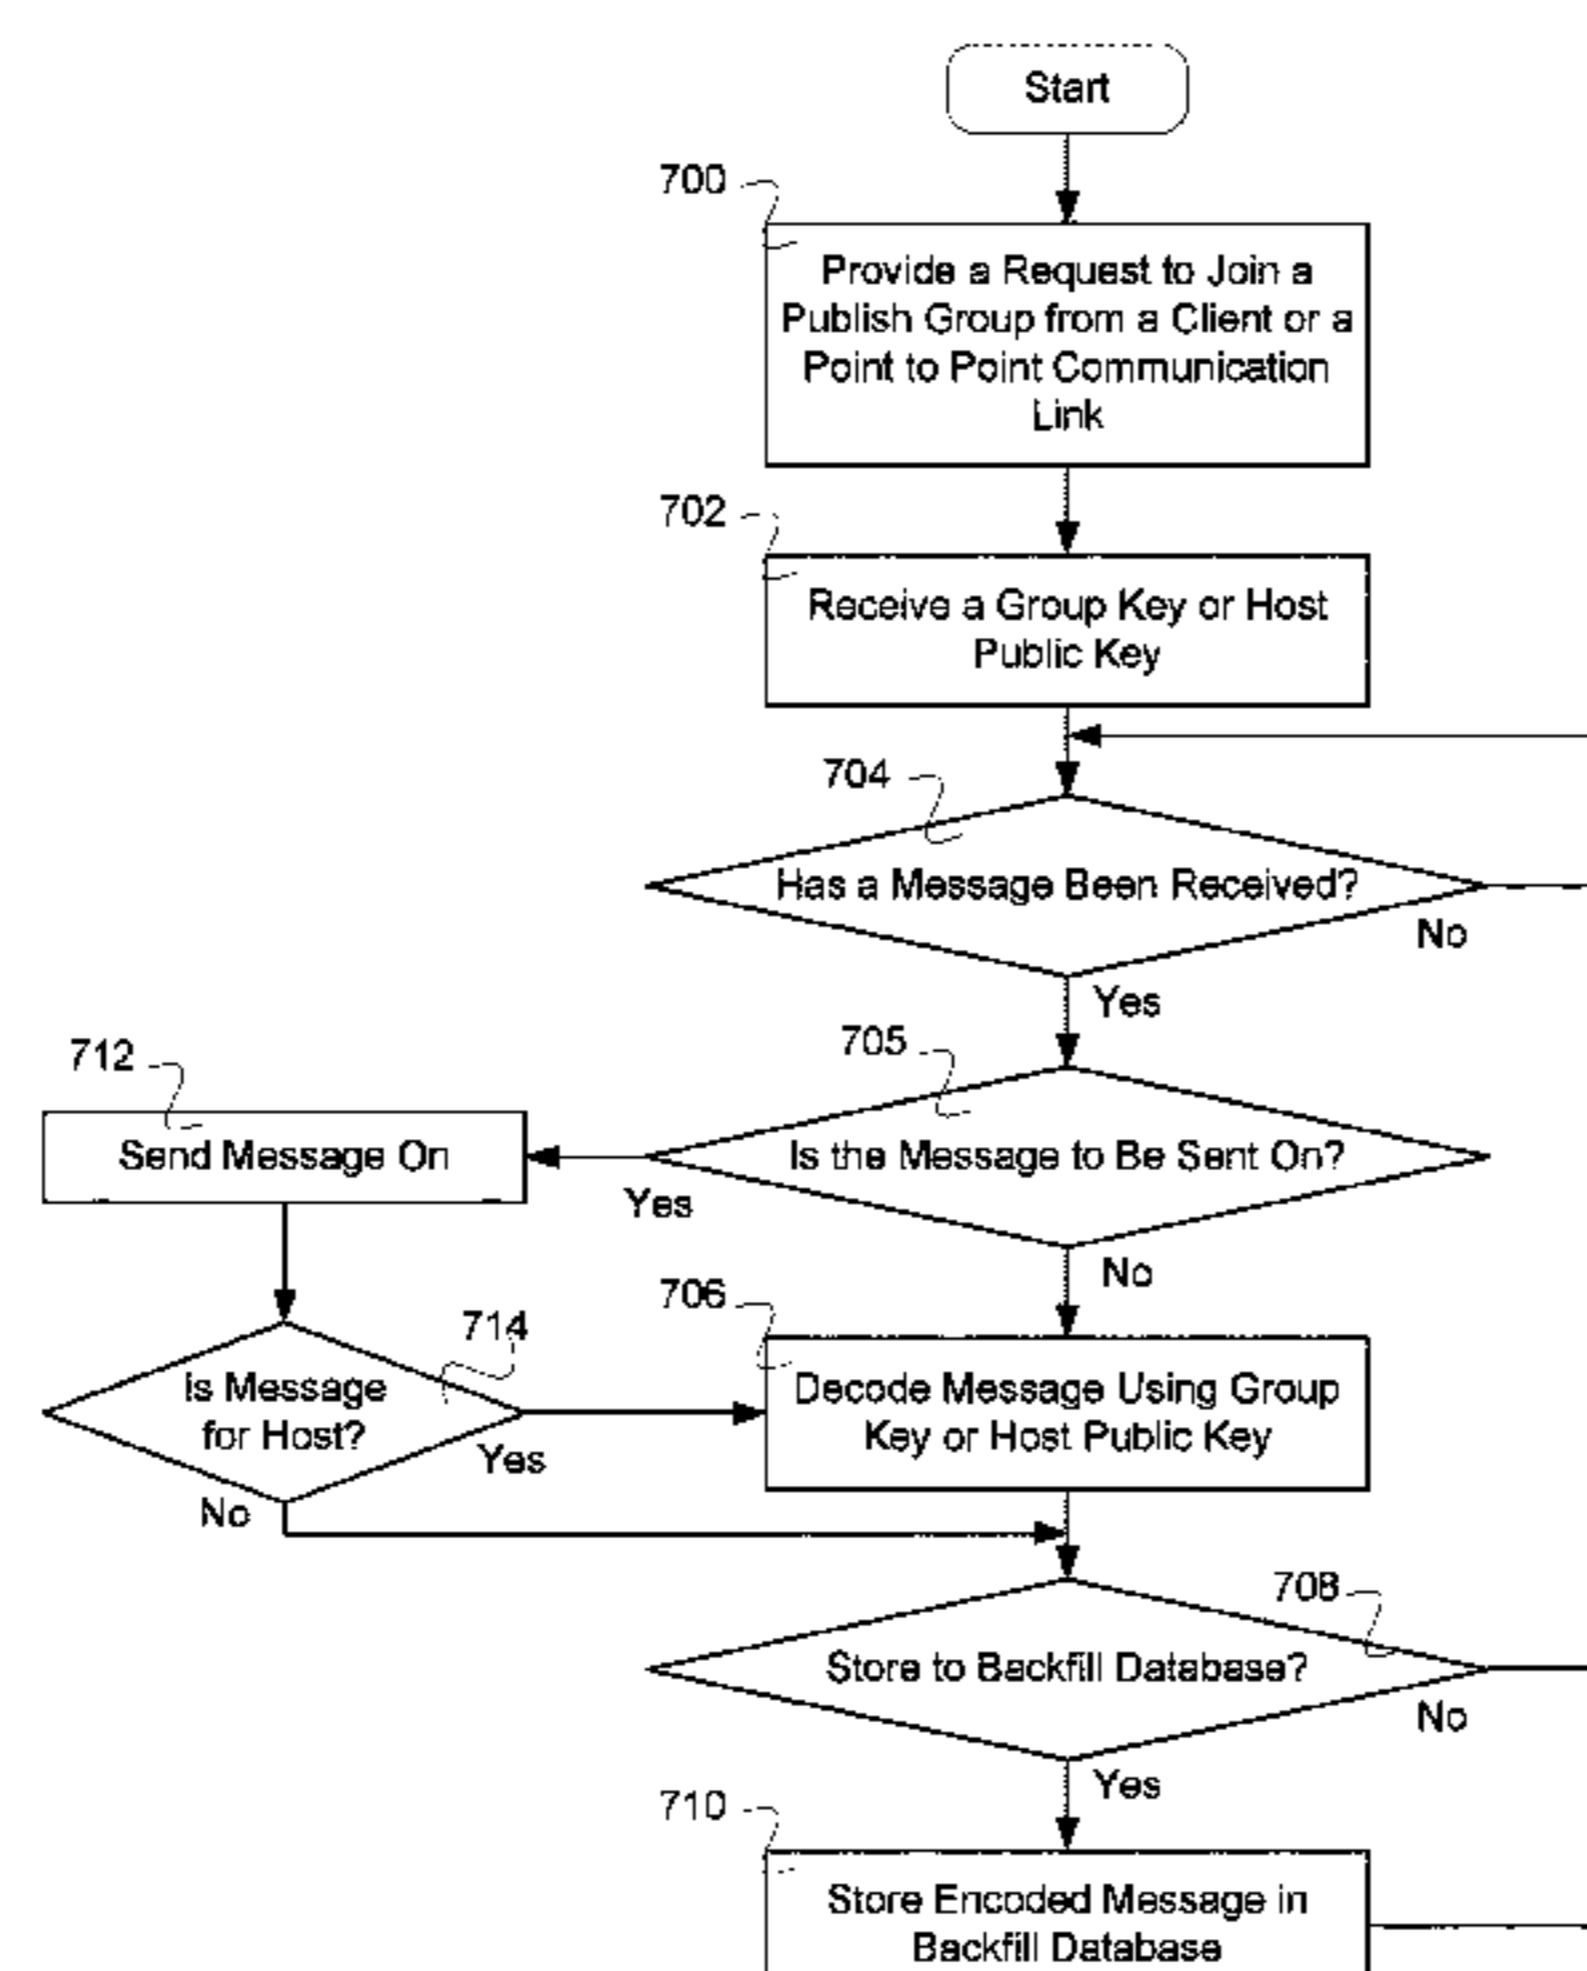 Start
700
Provide a Request to Join a
Publish Group from a Client or a
Point to Point Communication
Link
702
Receive a Group Key or Host
Public Key
704
Has a Message Been Received?
No
Yes
705
712
Is the Message to Be Sent On?
Send Message On
Yes
No
706
714
Decode Message Using Group
Key or Host Public Key
Is Message
for Host?
Yes
No
708
Store to Backfill Database?
No
Yes
710
Store Encoded Message in
Backfill Database